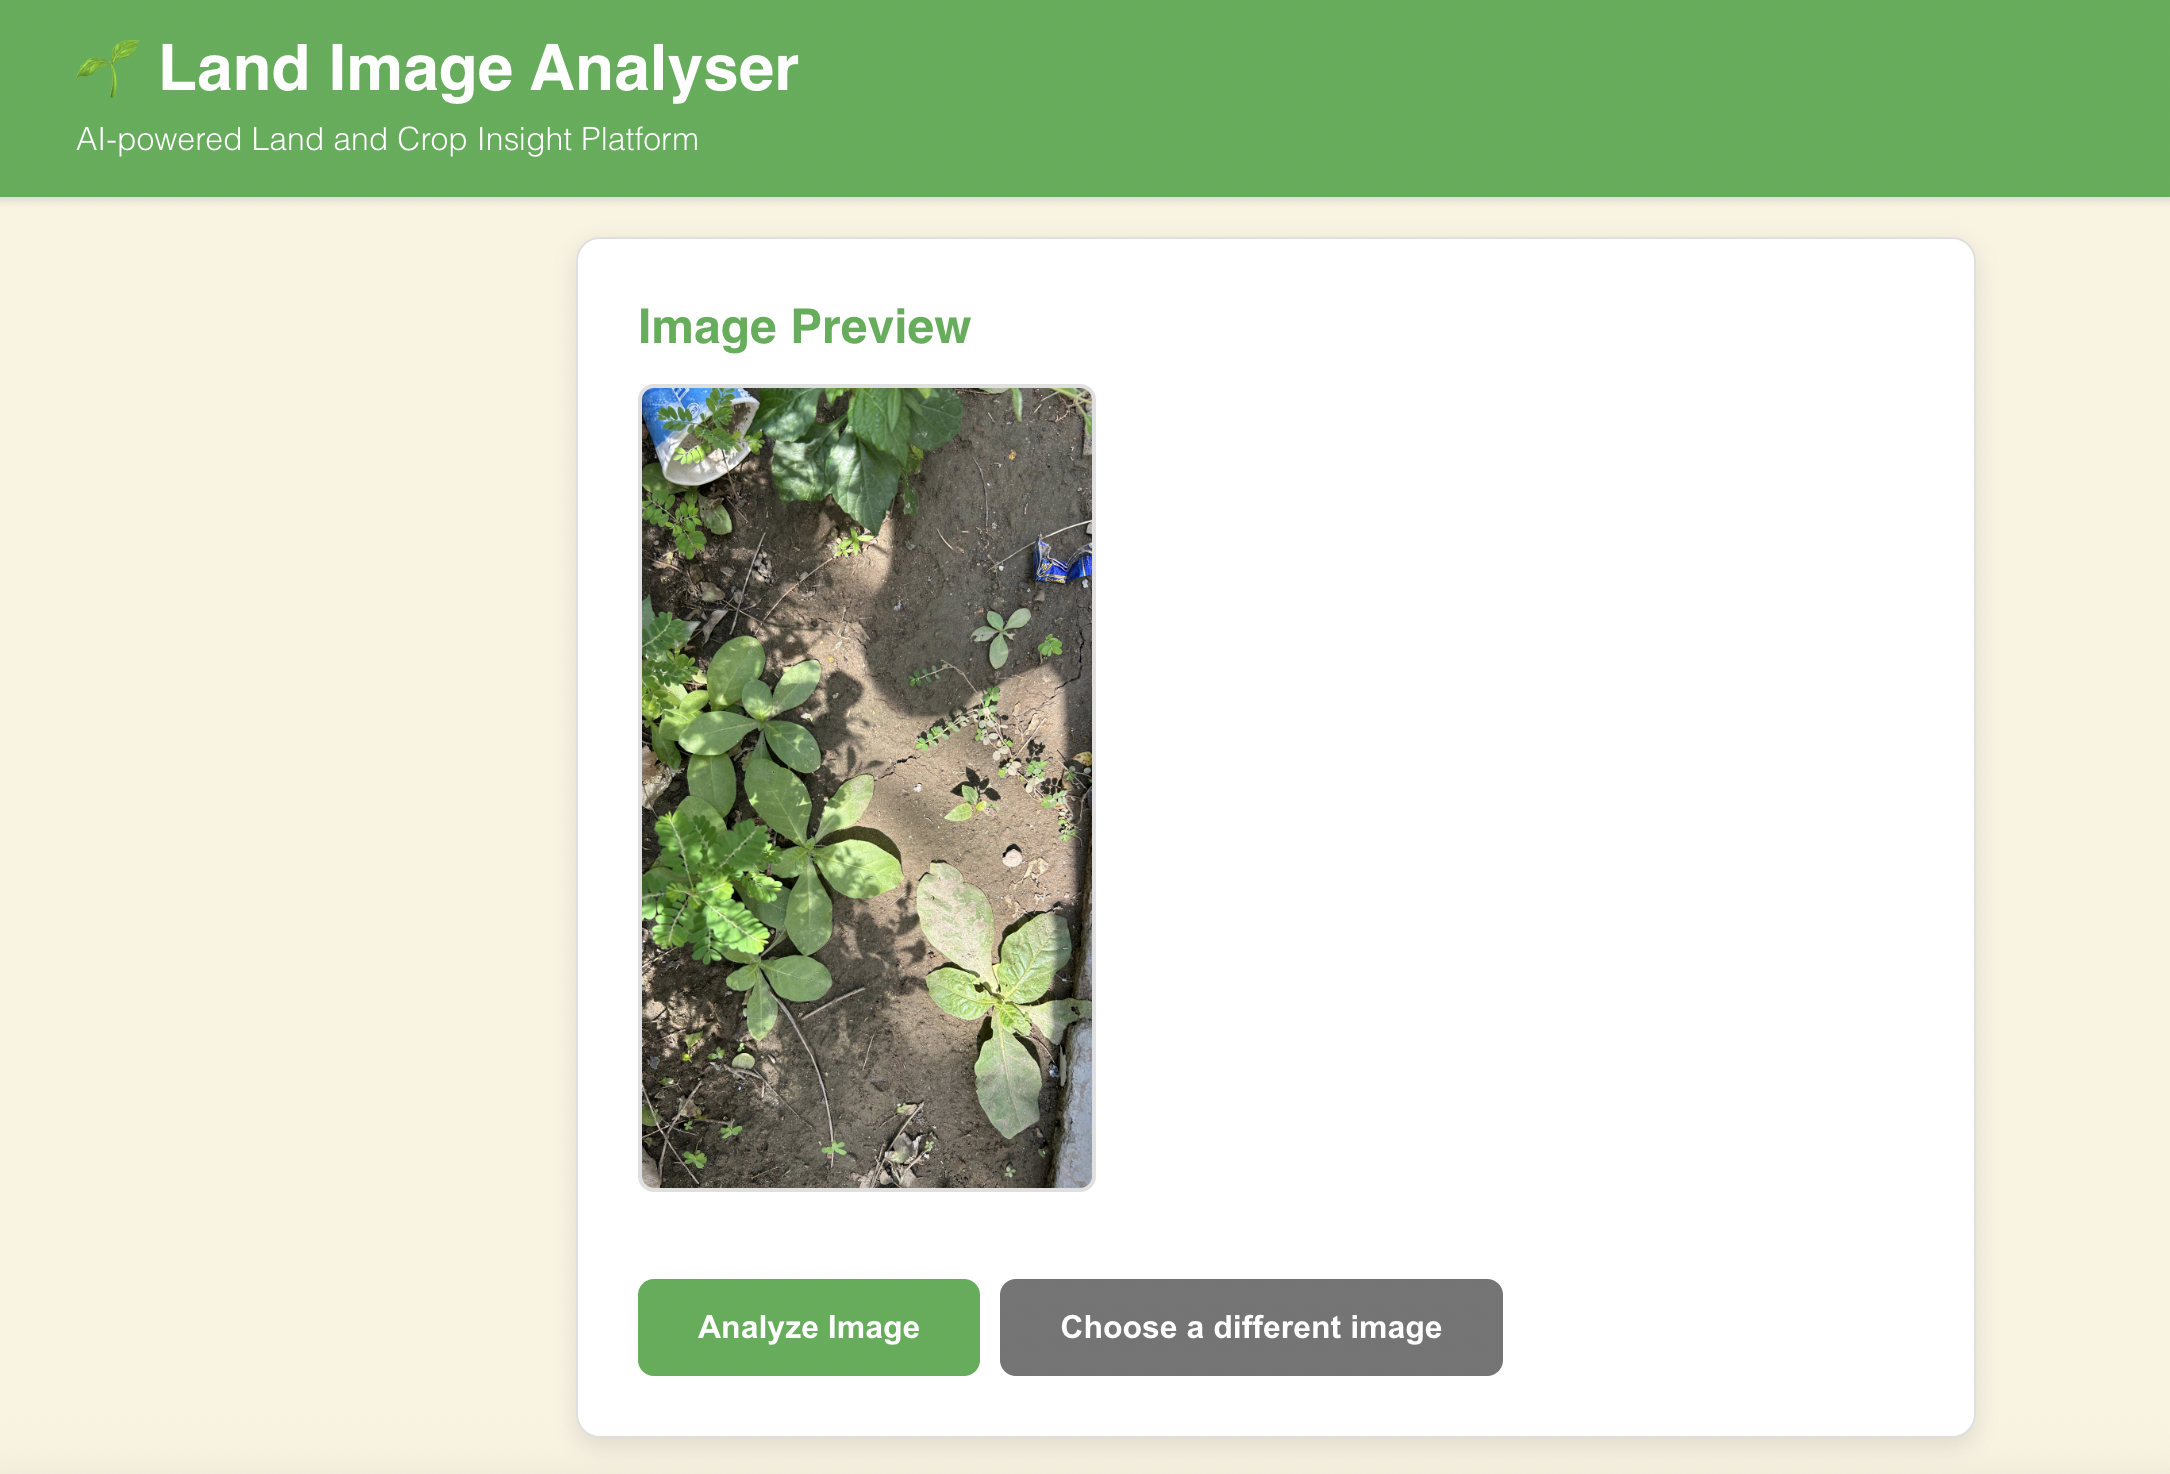 Land Image Analyser
AI-powered Land and Crop Insight Platform
Image Preview
Analyze Image
Choose a different image